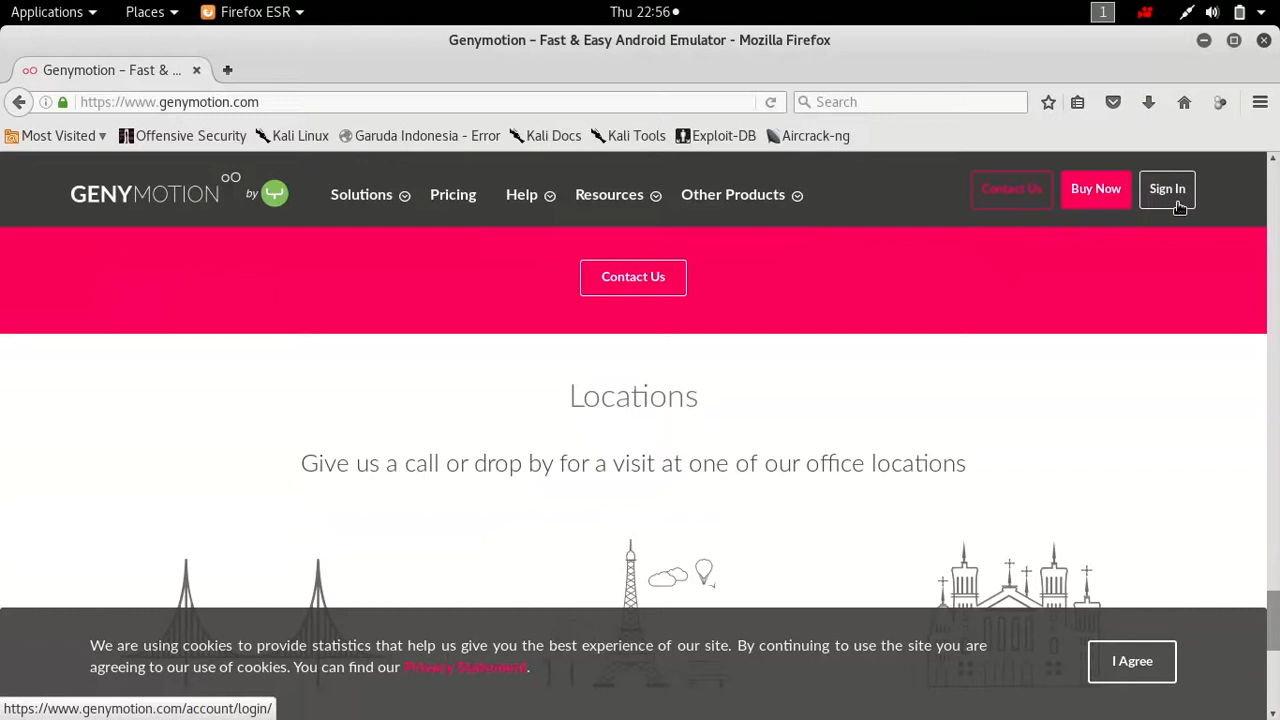 Applications Places Firefox ESR Thu 22:56 1
Genymotion – Fast & Easy Android Emulator - Mozilla Firefox
Genymotion – Fast & ...
https://www.genymotion.com Search
Most Visited Offensive Security Kali Linux Garuda Indonesia - Error Kali Docs Kali Tools Exploit-DB Aircrack-ng
GENYMOTION by Solutions Pricing Help Resources Other Products Contact Us Buy Now Sign In
Contact Us
Locations
Give us a call or drop by for a visit at one of our office locations
We are using cookies to provide statistics that help us give you the best experience of our site. By continuing to use the site you are
agreeing to our use of cookies. You can find our Privacy Statement.
I Agree
https://www.genymotion.com/account/login/